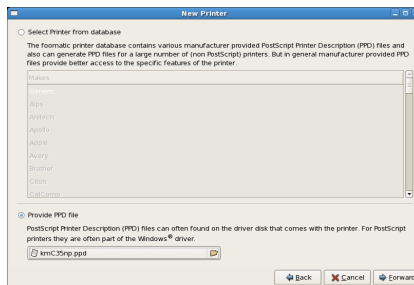 New Printer
Select Printer from database
The foomatic printer database contains various manufacturer provided PostScript Printer Description (PPD) files and
also can generate PPD files for a large number of (non PostScript) printers. But in general manufacturer provided PPD
files provide better access to the specific features of the printer.
Makes
Generic
Alps
Anitech
Apollo
Apple
Avery
Brother
Citoh
CalComp
Provide PPD file
PostScript Printer Description (PPD) files can often found on the driver disk that comes with the printer. For PostScript
printers they are often part of the Windows® driver.
kmC35np.ppd
Back
Cancel
Forward